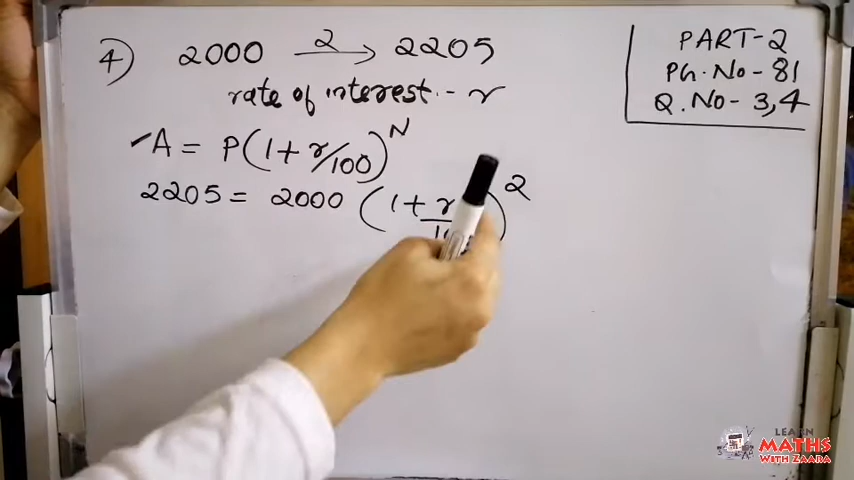 4) 2000 —2→ 2205
rate of interest - r
A = P(1+r/100)^N
2205 = 2000 (1+r )^2
PART-2
PG.No - 81
Q.No - 3,4
LEARN
MATHS
WITH ZAARA